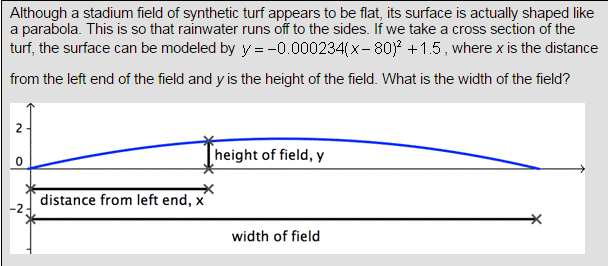 Although a stadium field of synthetic turf appears to be flat, its surface is actually shaped like
a parabola. This is so that rainwater runs off to the sides. If we take a cross section of the
turf, the surface can be modeled by y = −0.000234(x − 80)² + 1.5, where x is the distance
from the left end of the field and y is the height of the field. What is the width of the field?
2
0
height of field, y
distance from left end, x
-2
width of field